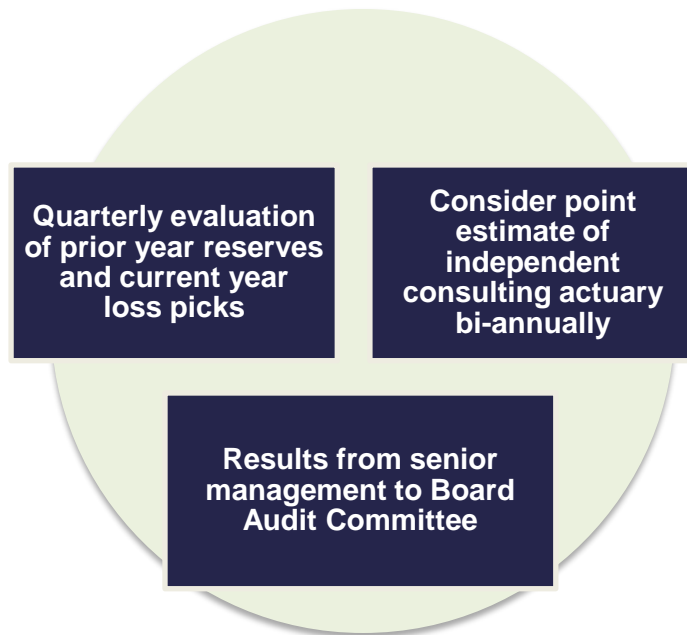 Quarterly evaluation
of prior year reserves
and current year
loss picks
Consider point
estimate of
independent
consulting actuary
bi-annually
Results from senior
management to Board
Audit Committee